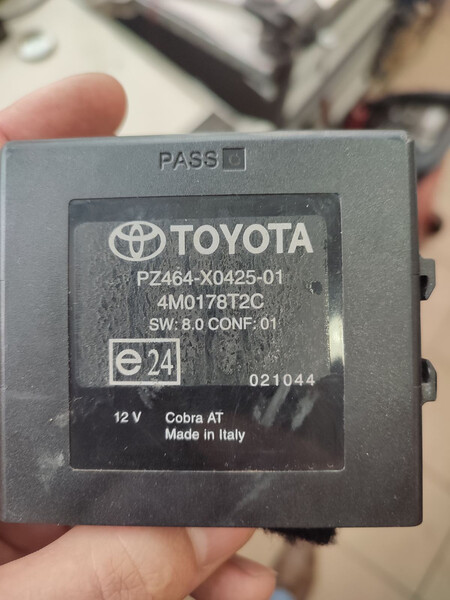 PASS
TOYOTA
PZ464-X0425-01
4M0178T2C
SW: 8.0 CONF: 01
e24
021044
12 V Cobra AT
Made in Italy